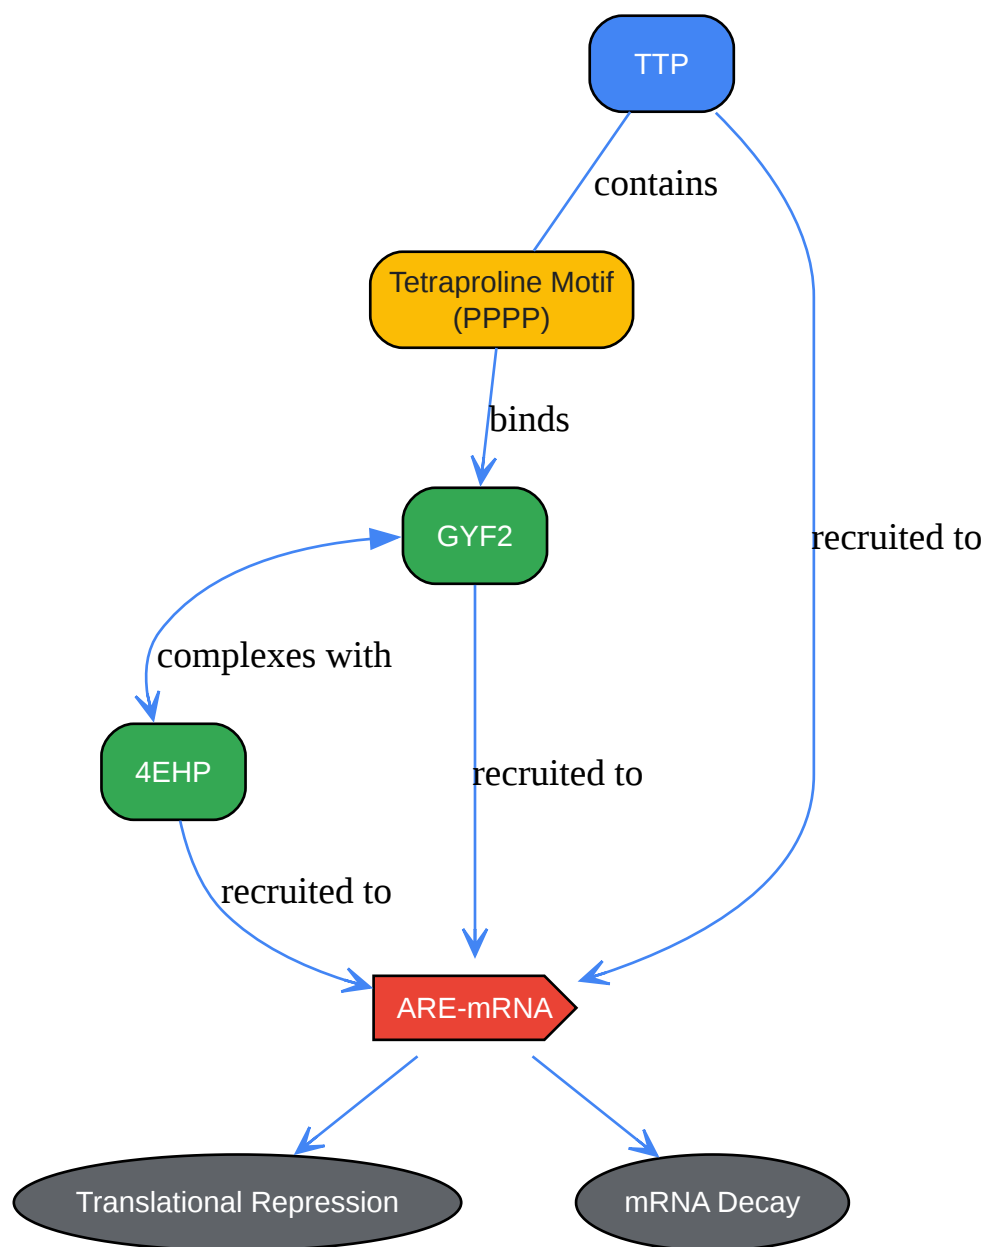 TTP
contains
Tetraproline Motif
(PPPP)
binds
GYF2
recruited to
complexes with
4EHP
recruited to
recruited to
ARE-mRNA
Translational Repression
mRNA Decay